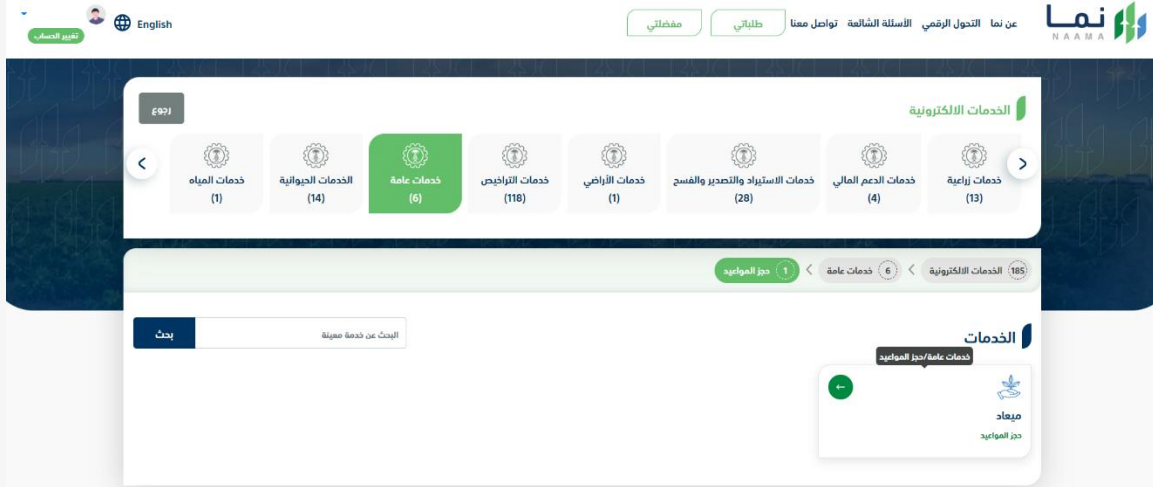 نما
NAAMA
عن نما التحول الرقمي الأسئلة الشائعة تواصل معنا طلباتي مفضلتي
English
تغيير الحساب
الخدمات الالكترونية
رجوع
خدمات زراعية
(13)
خدمات الدعم المالي
(4)
خدمات الاستيراد والتصدير والفسح
(28)
خدمات الأراضي
(1)
خدمات التراخيص
(118)
خدمات عامة
(6)
الخدمات الحيوانية
(14)
خدمات المياه
(1)
185 الخدمات الالكترونية 6 خدمات عامة 1 حجز المواعيد
الخدمات
البحث عن خدمة معينة
بحث
خدمات عامة/حجز المواعيد
ميعاد
حجز المواعيد